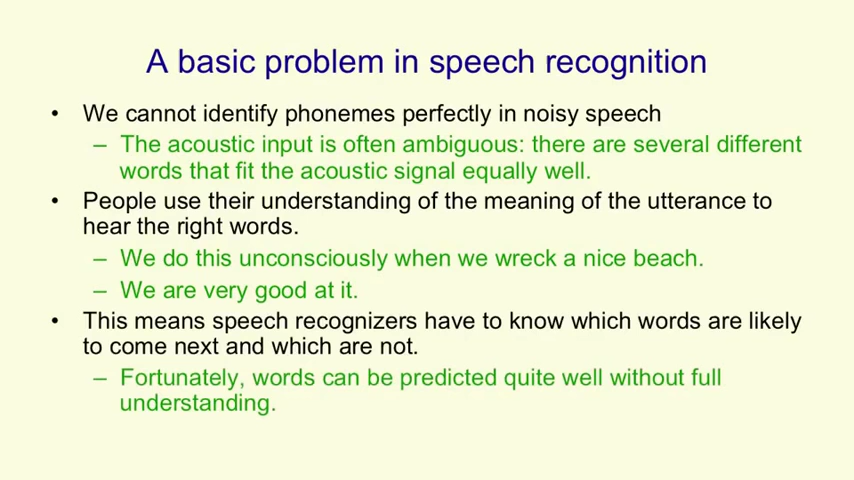 A basic problem in speech recognition
• We cannot identify phonemes perfectly in noisy speech
– The acoustic input is often ambiguous: there are several different
words that fit the acoustic signal equally well.
• People use their understanding of the meaning of the utterance to
hear the right words.
– We do this unconsciously when we wreck a nice beach.
– We are very good at it.
• This means speech recognizers have to know which words are likely
to come next and which are not.
– Fortunately, words can be predicted quite well without full
understanding.